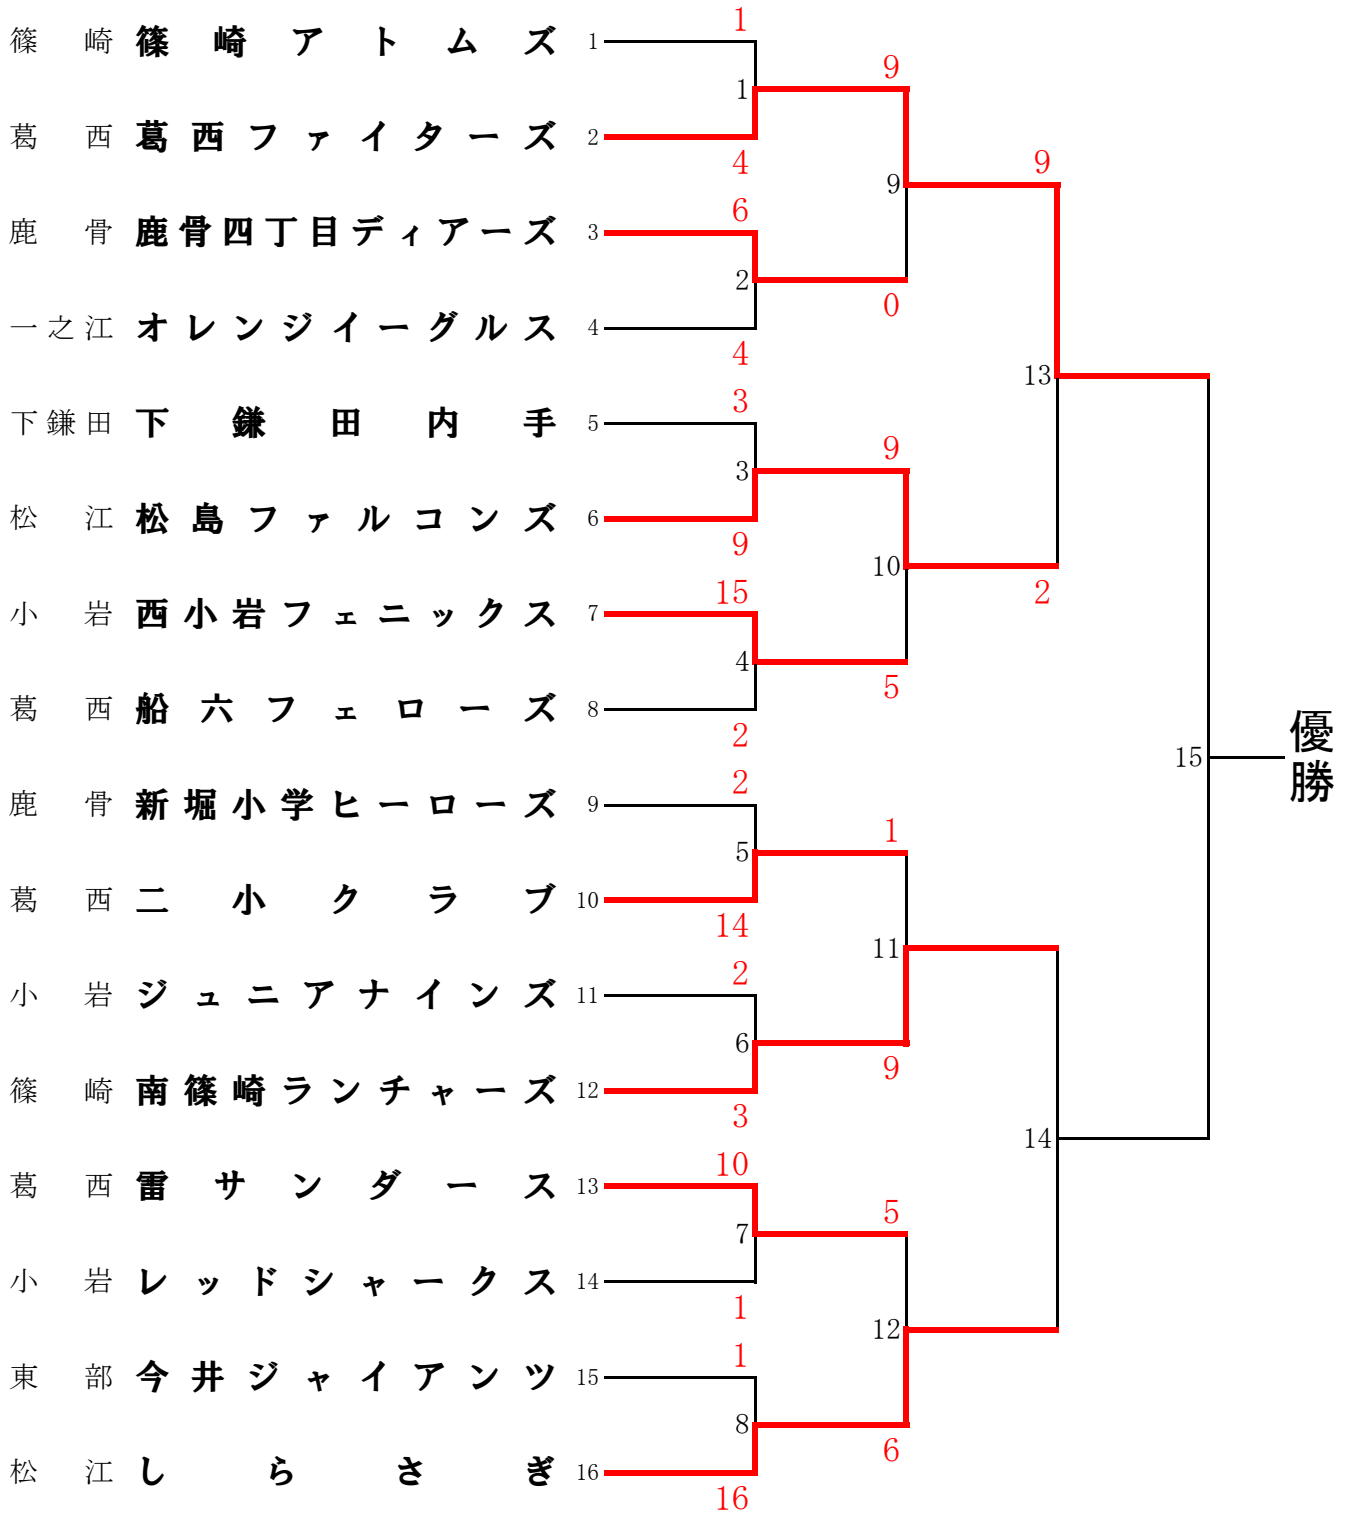 篠崎 篠崎アトムズ 1
葛西 葛西ファイターズ 2
鹿骨 鹿骨四丁目ディアーズ 3
一之江 オレンジイーグルス 4
下鎌田 下鎌田内手 5
松江 松島ファルコンズ 6
小岩 西小岩フェニックス 7
葛西 船六フェローズ 8
鹿骨 新堀小学ヒーローズ 9
葛西 二小クラブ 10
小岩 ジュニアナインズ 11
篠崎 南篠崎ランチャーズ 12
葛西 雷サンダース 13
小岩 レッドシャークス 14
東部 今井ジャイアンツ 15
松江 しらさぎ 16
1
1
4
6
2
4
3
3
9
15
4
2
2
5
14
2
6
3
10
7
1
1
8
16
9
9
0
9
10
5
1
11
9
5
12
6
9
13
2
14
15
優勝